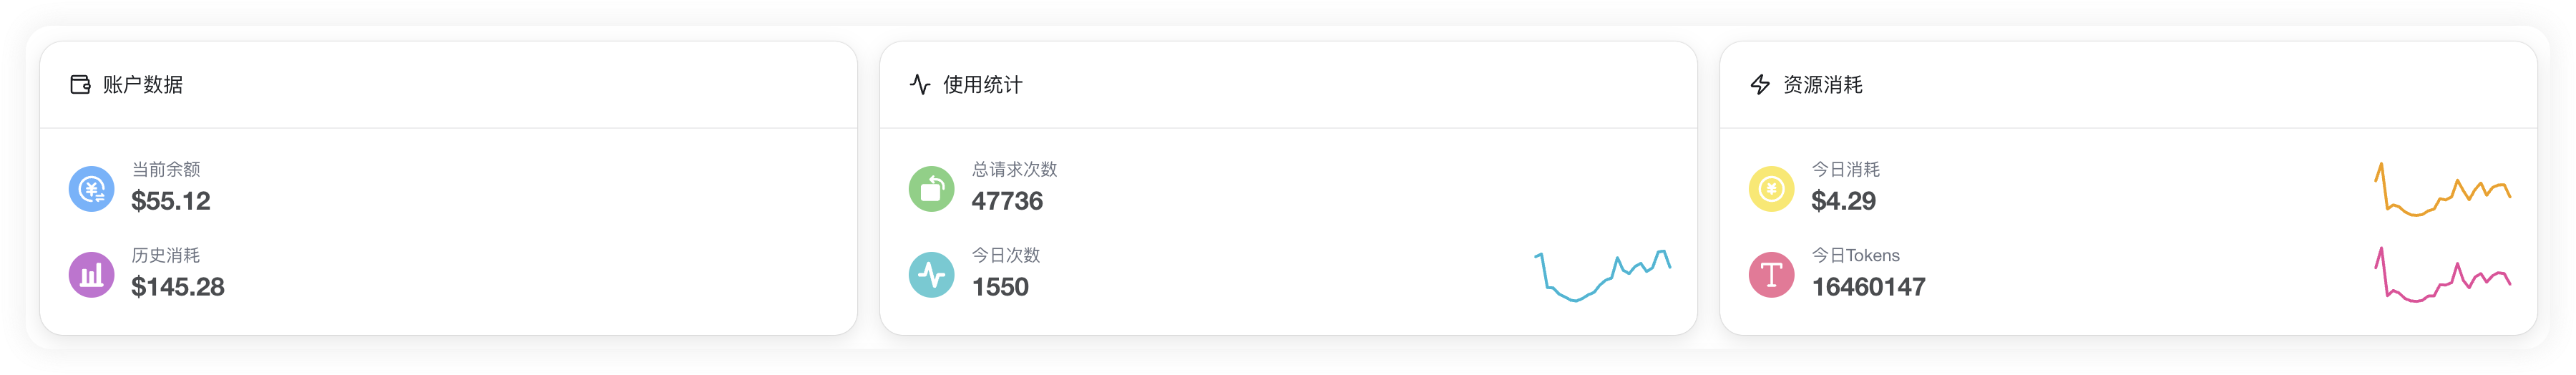 账户数据
当前余额
$55.12
历史消耗
$145.28
使用统计
总请求次数
47736
今日次数
1550
资源消耗
今日消耗
$4.29
今日Tokens
16460147